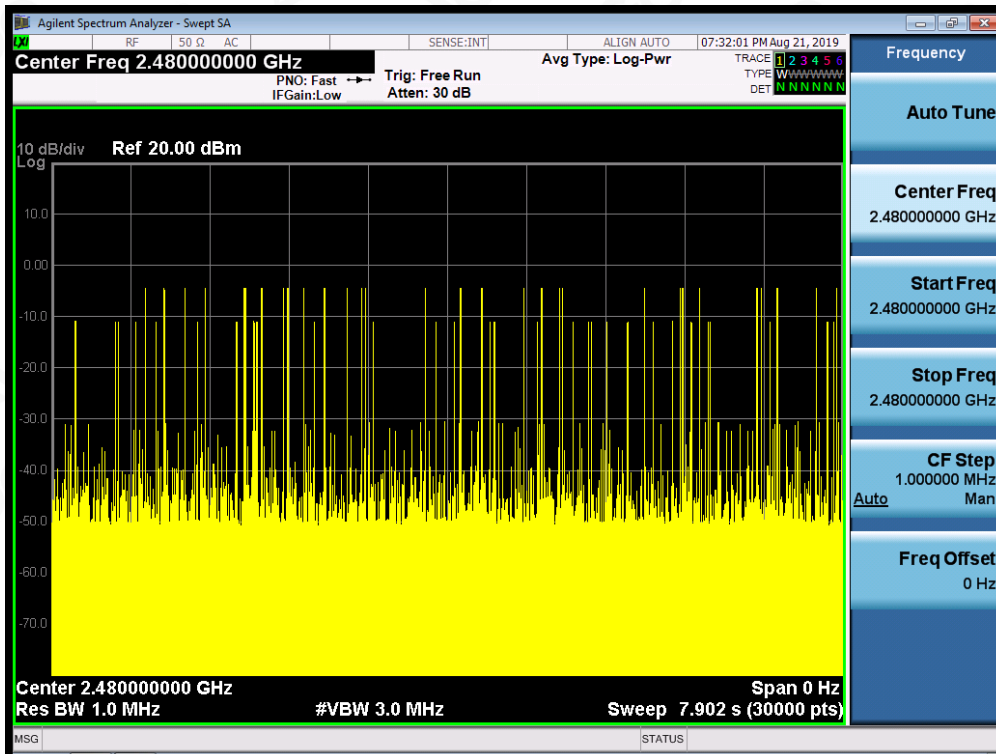 Agilent Spectrum Analyzer - Swept SA
LXI RF 50 Ω AC SENSE:INT ALIGN AUTO 07:32:01 PM Aug 21, 2019
Center Freq 2.480000000 GHz
PNO: Fast
IFGain:Low
Trig: Free Run
Atten: 30 dB
Avg Type: Log-Pwr
TRACE 1 2 3 4 5 6
TYPE WWWWWW
DET N N N N N N
10 dB/div Ref 20.00 dBm
Log
10.0
0.00
-10.0
-20.0
-30.0
-40.0
-50.0
-60.0
-70.0
Center 2.480000000 GHz Span 0 Hz
Res BW 1.0 MHz #VBW 3.0 MHz Sweep 7.902 s (30000 pts)
MSG STATUS
Frequency
Auto Tune
Center Freq
2.480000000 GHz
Start Freq
2.480000000 GHz
Stop Freq
2.480000000 GHz
CF Step
1.000000 MHz
Auto Man
Freq Offset
0 Hz